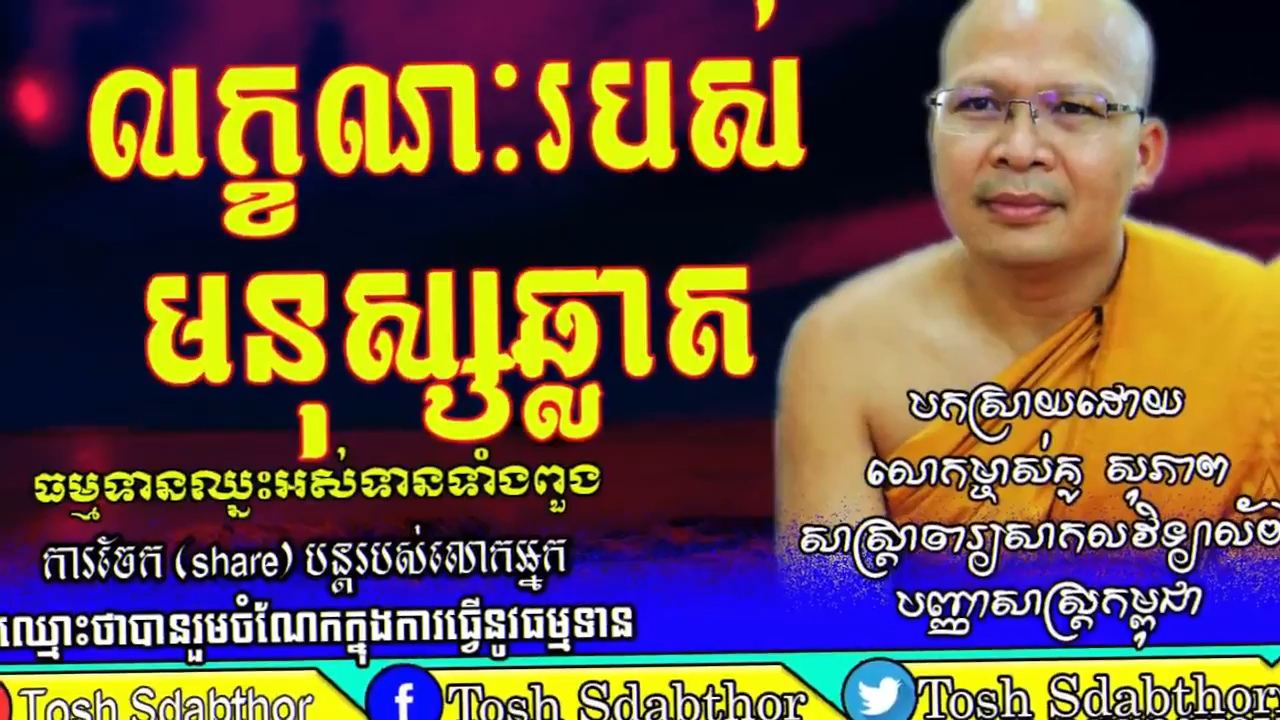 លក្ខណៈរបស់
មនុស្សឆ្លាត
ធម្មទានឈ្នះអស់ទានទាំងពួង
ការចែក (share) បន្តរបស់លោកអ្នក
ឈ្មោះថាបានរួមចំណែកក្នុងការធ្វើនូវធម្មទាន
បកស្រាយដោយ
លោកម្ចាស់គ្រូ សុភាព
សាស្ត្រាចារ្យសាកលវិទ្យាល័យ
បញ្ញាសាស្ត្រកម្ពុជា
Tosh Sdabthor
Tosh Sdabthor
Tosh Sdabthor